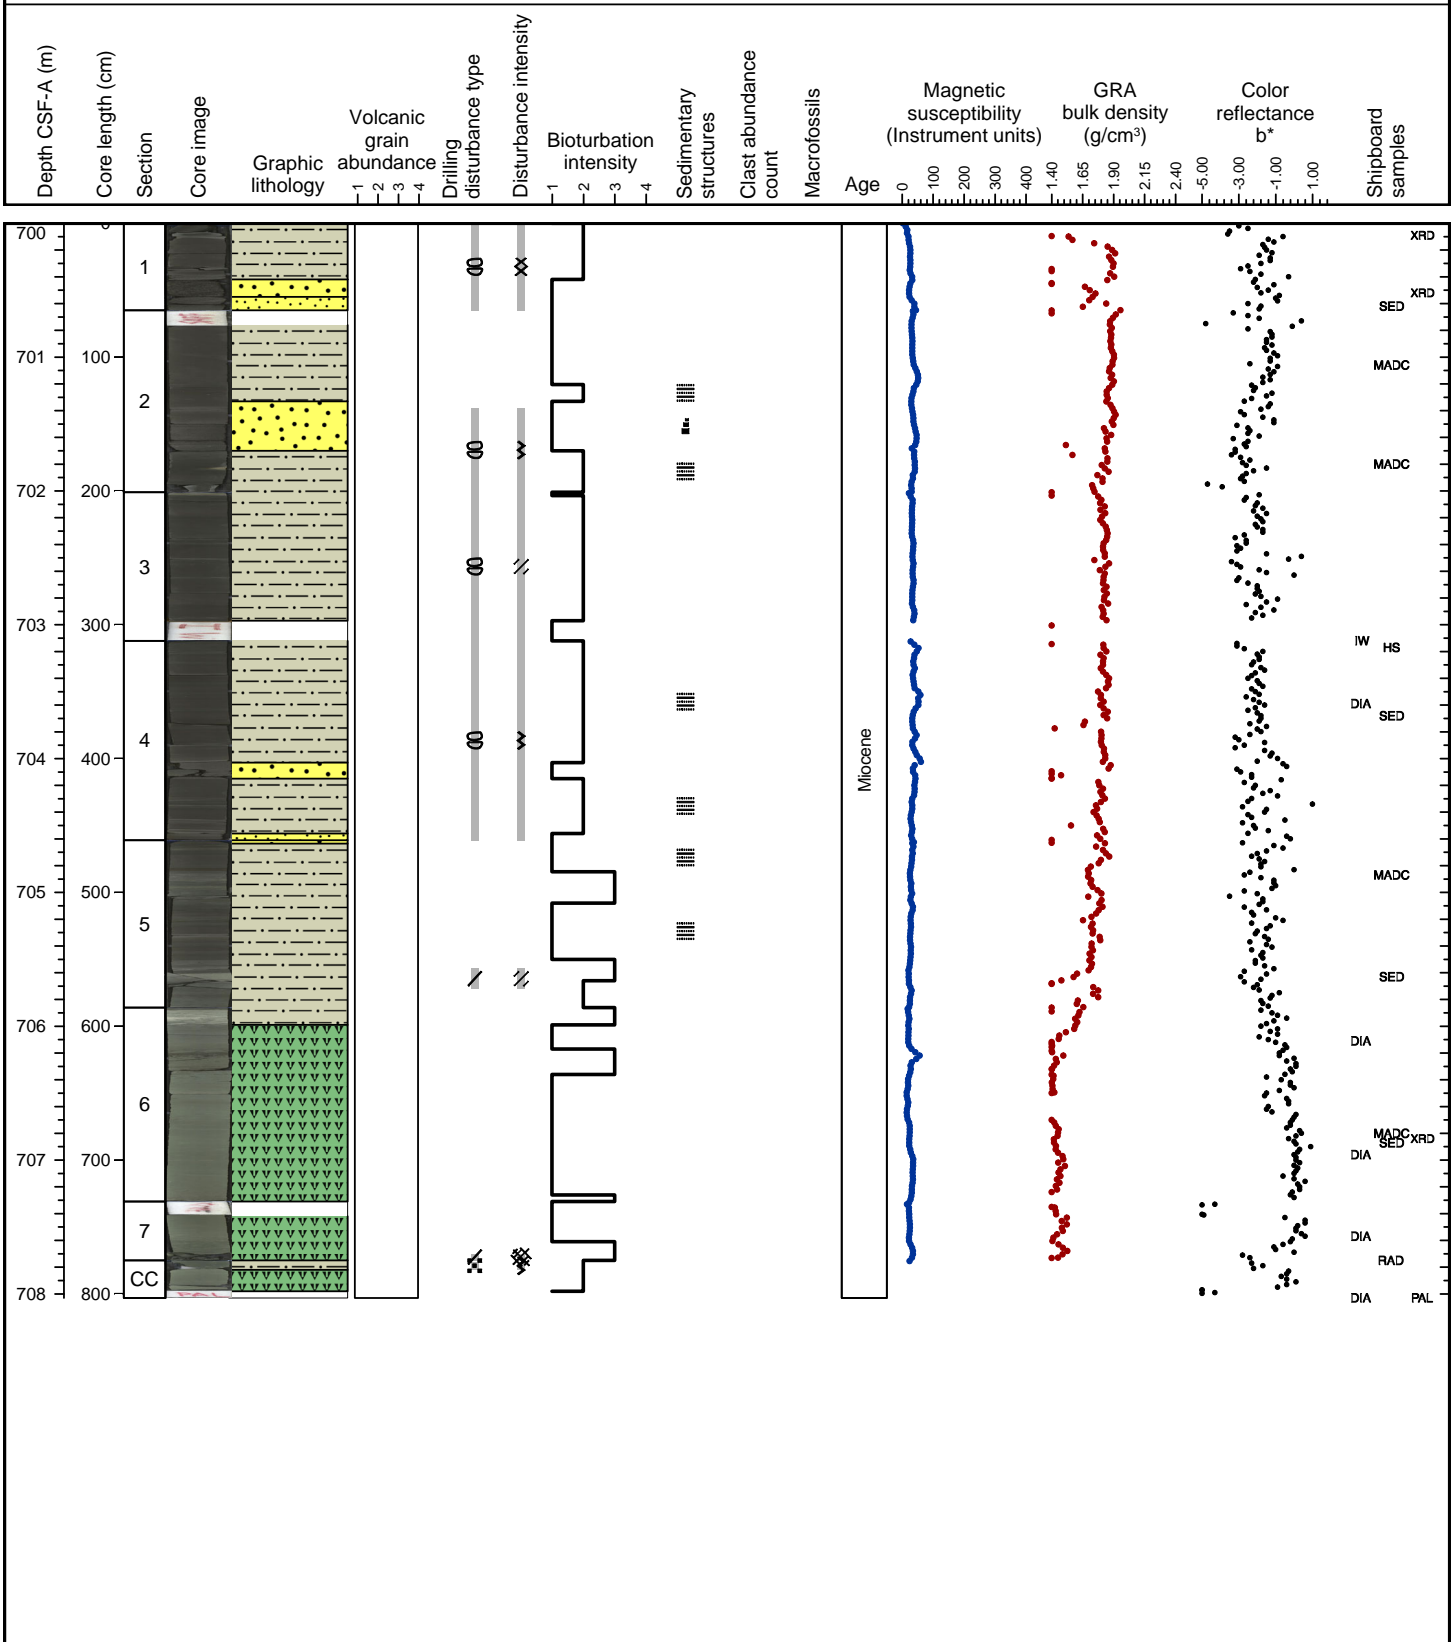 Depth CSF-A (m)
Core length (cm)
Section
Core image
Graphic
lithology
Volcanic
grain
abundance
1 2 3 4
Drilling
disturbance type
Disturbance intensity
Bioturbation
intensity
1 2 3 4
Sedimentary
structures
Clast abundance
count
Macrofossils
Age
Magnetic
susceptibility
(Instrument units)
0 100 200 300 400
GRA
bulk density
(g/cm³)
1.40 1.65 1.90 2.15 2.40
Color
reflectance
b*
-5.00 -3.00 -1.00 1.00
Shipboard
samples
700 0
1
XRD
XRD
SED
701 100
MADC
2
MADC
702 200
3
703 300
IW HS
DIA
SED
4
704 400
Miocene
MADC
705 500
5
SED
706 600
DIA
6
MADC
SED XRD
707 700
DIA
7
DIA
RAD
CC
708 800
PAL
DIA PAL